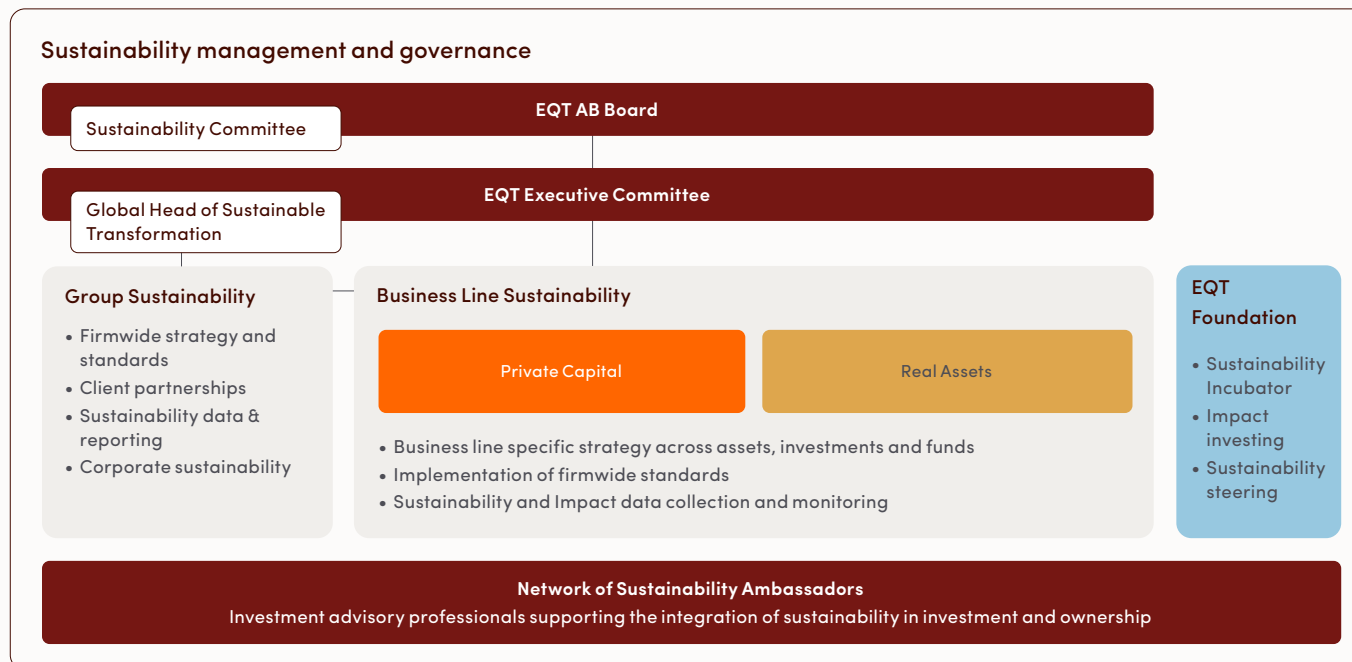 Sustainability management and governance
EQT AB Board
Sustainability Committee
EQT Executive Committee
Global Head of Sustainable
Transformation
Group Sustainability
• Firmwide strategy and
standards
• Client partnerships
• Sustainability data &
reporting
• Corporate sustainability
Business Line Sustainability
Private Capital
Real Assets
• Business line specific strategy across assets, investments and funds
• Implementation of firmwide standards
• Sustainability and Impact data collection and monitoring
EQT
Foundation
• Sustainability
Incubator
• Impact
investing
• Sustainability
steering
Network of Sustainability Ambassadors
Investment advisory professionals supporting the integration of sustainability in investment and ownership